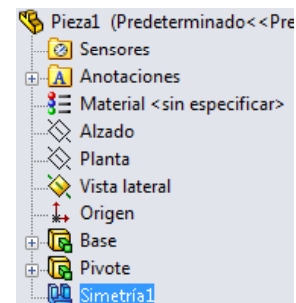 Pieza1 (Predeterminado<<Pre
Sensores
Anotaciones
Material <sin especificar>
Alzado
Planta
Vista lateral
Origen
Base
Pivote
Simetría1